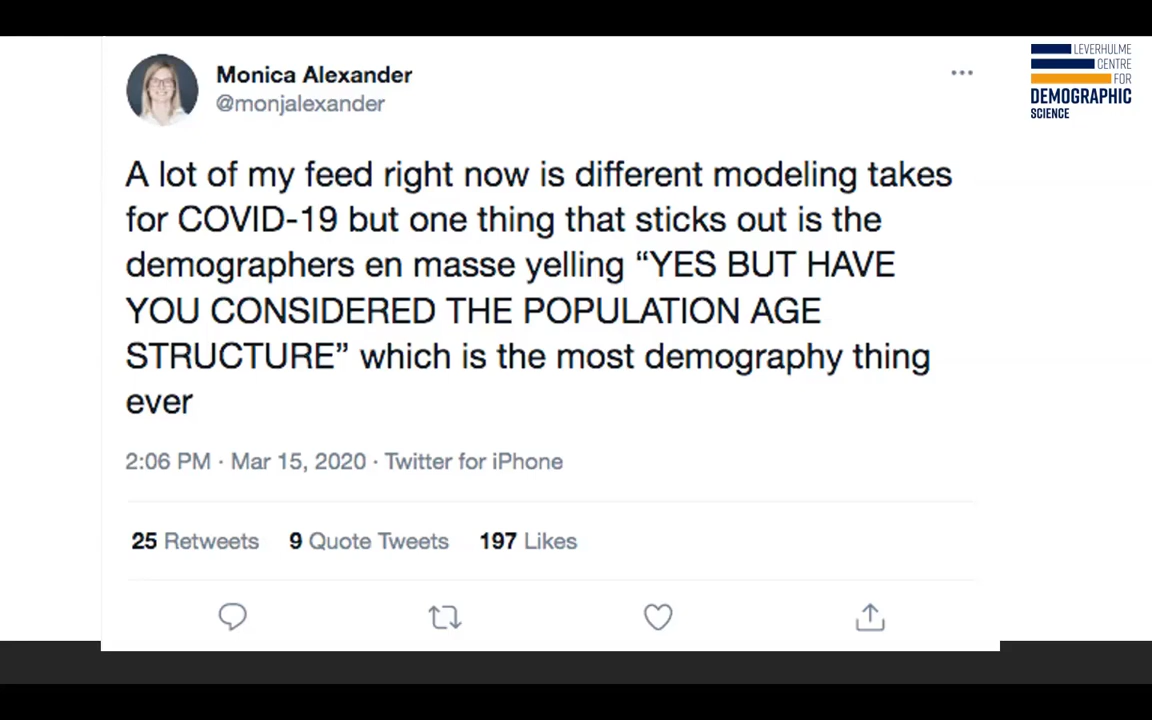 Monica Alexander
@monjalexander
A lot of my feed right now is different modeling takes
for COVID-19 but one thing that sticks out is the
demographers en masse yelling “YES BUT HAVE
YOU CONSIDERED THE POPULATION AGE
STRUCTURE” which is the most demography thing
ever
2:06 PM · Mar 15, 2020 · Twitter for iPhone
25 Retweets 9 Quote Tweets 197 Likes
LEVERHULME
CENTRE
FOR
DEMOGRAPHIC
SCIENCE